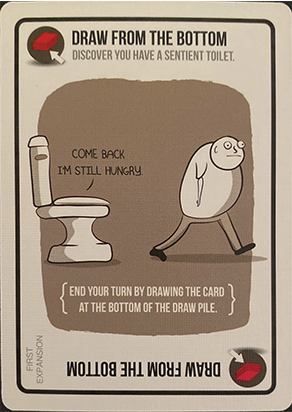 DRAW FROM THE BOTTOM
DISCOVER YOU HAVE A SENTIENT TOILET.
COME BACK
I'M STILL HUNGRY.
END YOUR TURN BY DRAWING THE CARD
AT THE BOTTOM OF THE DRAW PILE.
FIRST
EXPANSION
DRAW FROM THE BOTTOM